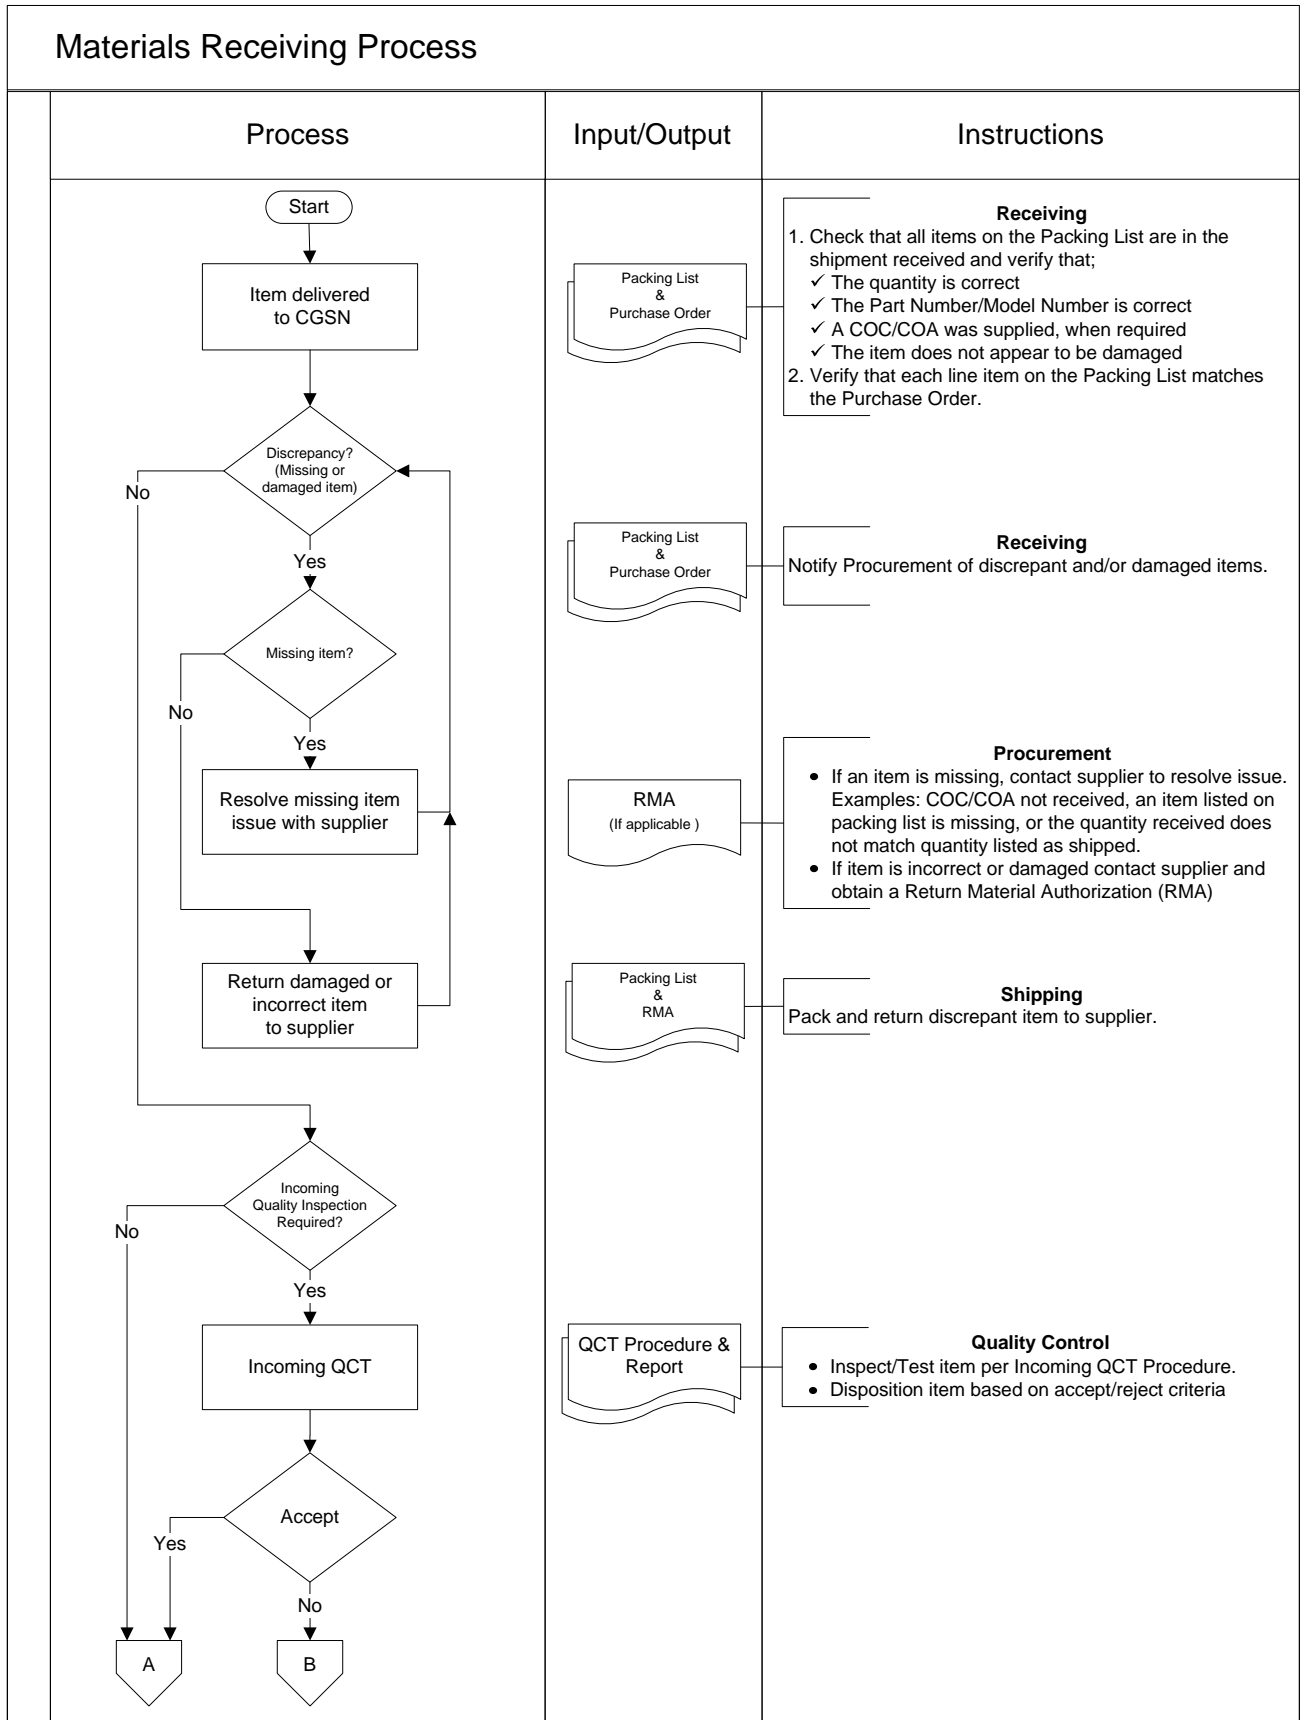 Materials Receiving Process
Process
Input/Output
Instructions
Start
Item delivered
to CGSN
Packing List
&
Purchase Order
Receiving
1. Check that all items on the Packing List are in the
shipment received and verify that;
✓ The quantity is correct
✓ The Part Number/Model Number is correct
✓ A COC/COA was supplied, when required
✓ The item does not appear to be damaged
2. Verify that each line item on the Packing List matches
the Purchase Order.
Discrepancy?
(Missing or
damaged item)
No
Yes
Packing List
&
Purchase Order
Receiving
Notify Procurement of discrepant and/or damaged items.
Missing item?
No
Yes
Resolve missing item
issue with supplier
RMA
(If applicable )
Procurement
• If an item is missing, contact supplier to resolve issue.
Examples: COC/COA not received, an item listed on
packing list is missing, or the quantity received does
not match quantity listed as shipped.
• If item is incorrect or damaged contact supplier and
obtain a Return Material Authorization (RMA)
Return damaged or
incorrect item
to supplier
Packing List
&
RMA
Shipping
Pack and return discrepant item to supplier.
Incoming
Quality Inspection
Required?
No
Yes
Incoming QCT
QCT Procedure &
Report
Quality Control
• Inspect/Test item per Incoming QCT Procedure.
• Disposition item based on accept/reject criteria
Accept
Yes
No
A
B